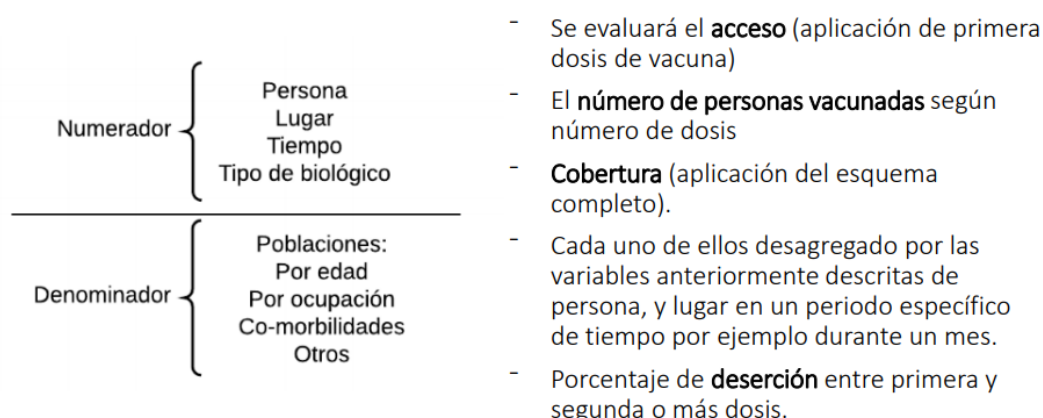 Numerador
Persona
Lugar
Tiempo
Tipo de biológico
Denominador
Poblaciones:
Por edad
Por ocupación
Co-morbilidades
Otros
- Se evaluará el acceso (aplicación de primera
dosis de vacuna)
- El número de personas vacunadas según
número de dosis
- Cobertura (aplicación del esquema
completo).
- Cada uno de ellos desagregado por las
variables anteriormente descritas de
persona, y lugar en un periodo específico
de tiempo por ejemplo durante un mes.
- Porcentaje de deserción entre primera y
segunda o más dosis.